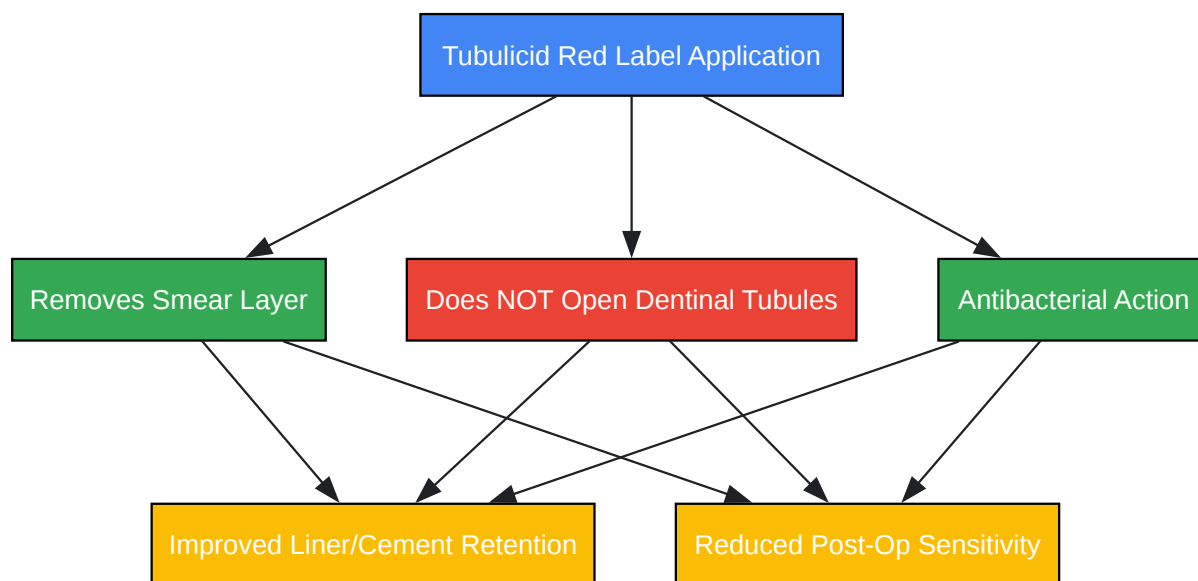 Tubulicid Red Label Application
Removes Smear Layer
Does NOT Open Dentinal Tubules
Antibacterial Action
Improved Liner/Cement Retention
Reduced Post-Op Sensitivity